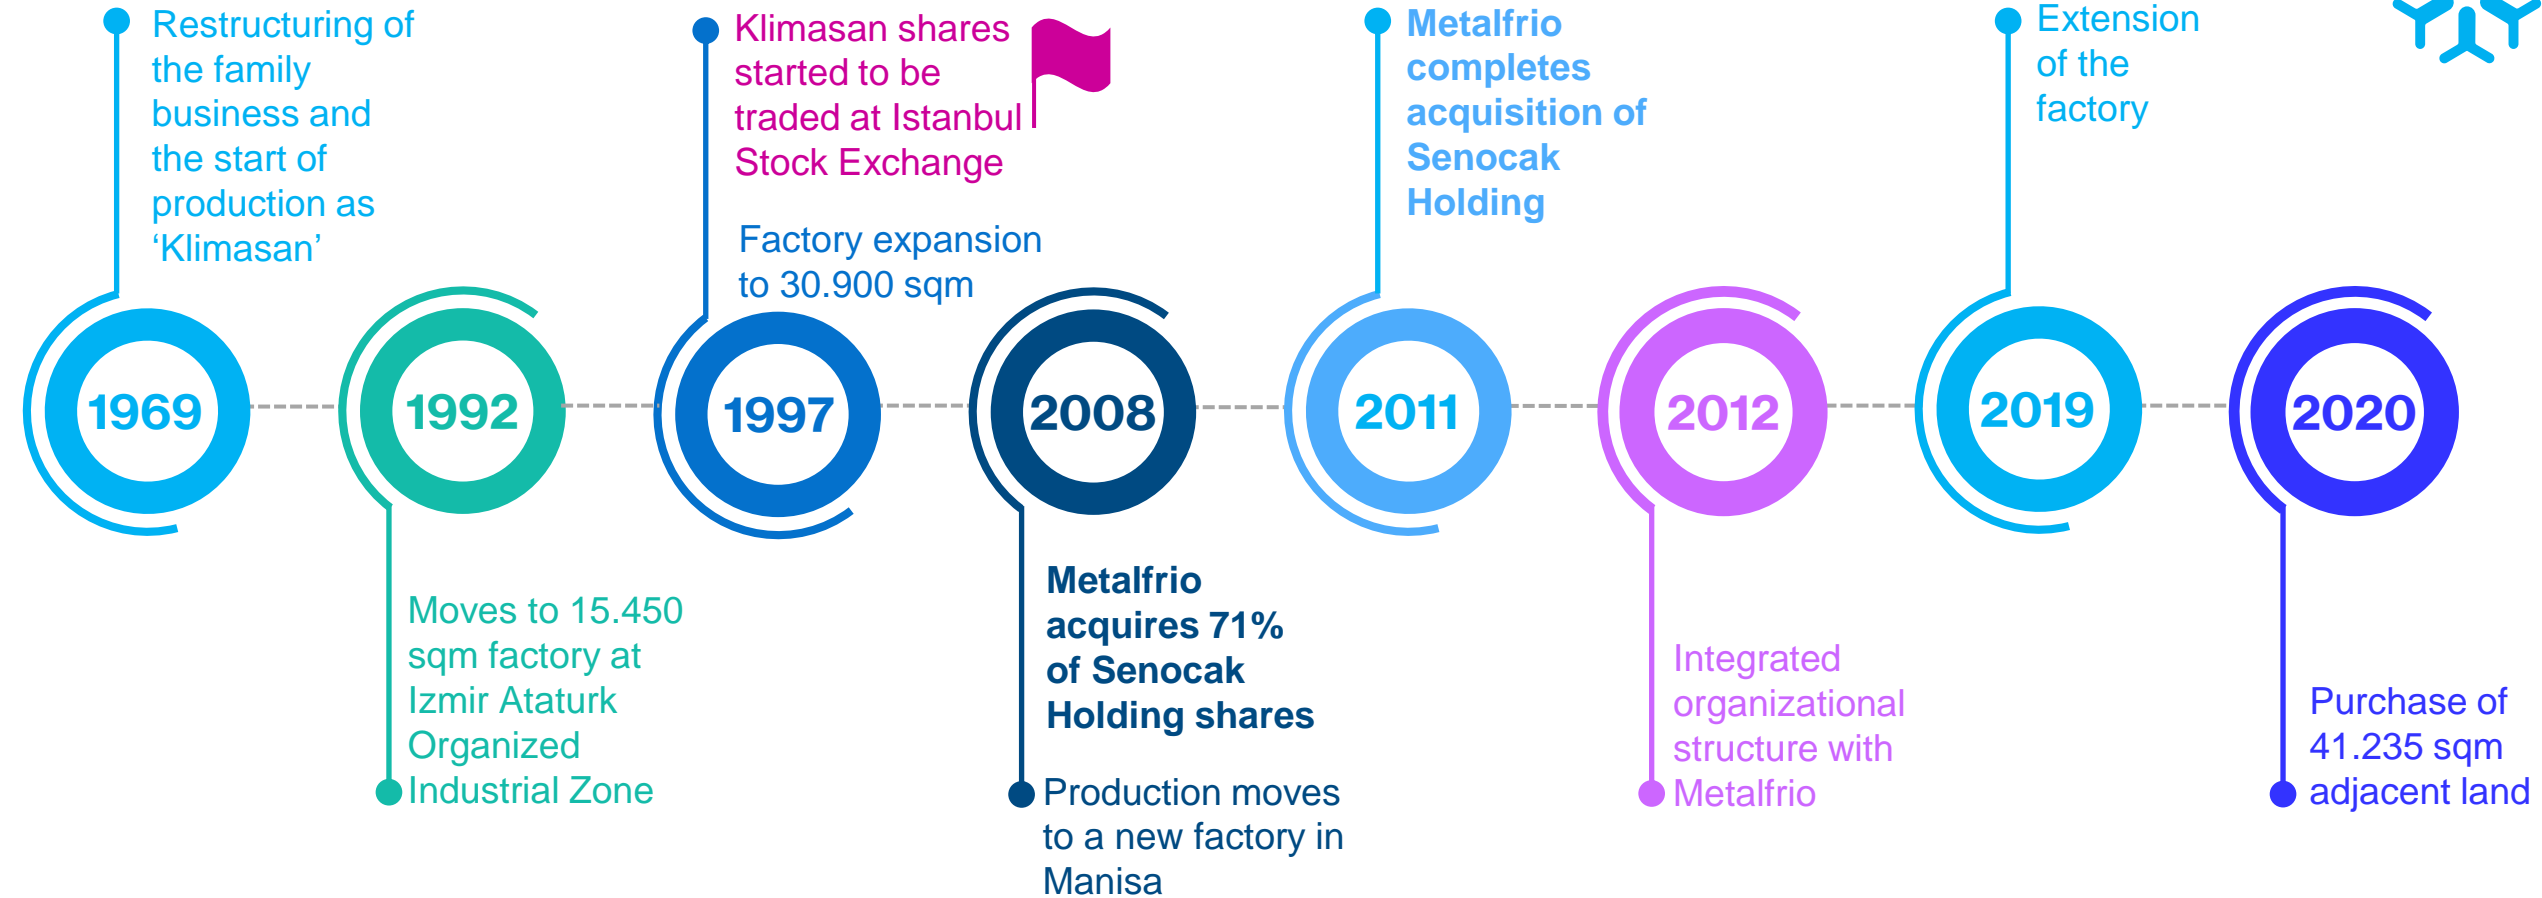 Restructuring of
the family
business and
the start of
production as
‘Klimasan’
1969
1992
Moves to 15.450
sqm factory at
Izmir Ataturk
Organized
Industrial Zone
Klimasan shares
started to be
traded at Istanbul
Stock Exchange
Factory expansion
to 30.900 sqm
1997
2008
Metalfrio
acquires 71%
of Senocak
Holding shares
Production moves
to a new factory in
Manisa
Metalfrio
completes
acquisition of
Senocak
Holding
2011
2012
Integrated
organizational
structure with
Metalfrio
Extension
of the
factory
2019
2020
Purchase of
41.235 sqm
adjacent land